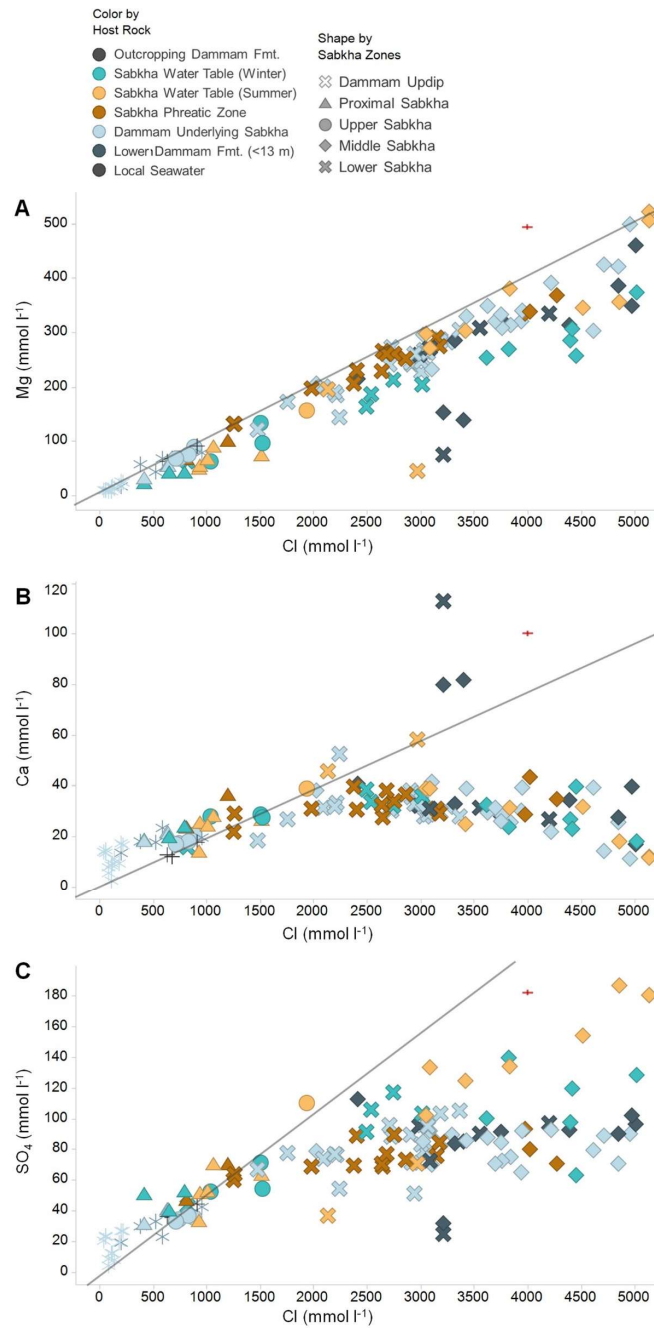 Color by
Host Rock
Outcropping Dammam Fmt.
Sabkha Water Table (Winter)
Sabkha Water Table (Summer)
Sabkha Phreatic Zone
Dammam Underlying Sabkha
Lower Dammam Fmt. (<13 m)
Local Seawater
Shape by
Sabkha Zones
Dammam Updip
Proximal Sabkha
Upper Sabkha
Middle Sabkha
Lower Sabkha
A
Mg (mmol l⁻¹)
500
400
300
200
100
0
0 500 1000 1500 2000 2500 3000 3500 4000 4500 5000
Cl (mmol l⁻¹)
B
Ca (mmol l⁻¹)
120
100
80
60
40
20
0
0 500 1000 1500 2000 2500 3000 3500 4000 4500 5000
Cl (mmol l⁻¹)
C
SO₄ (mmol l⁻¹)
180
160
140
120
100
80
60
40
20
0
0 500 1000 1500 2000 2500 3000 3500 4000 4500 5000
Cl (mmol l⁻¹)